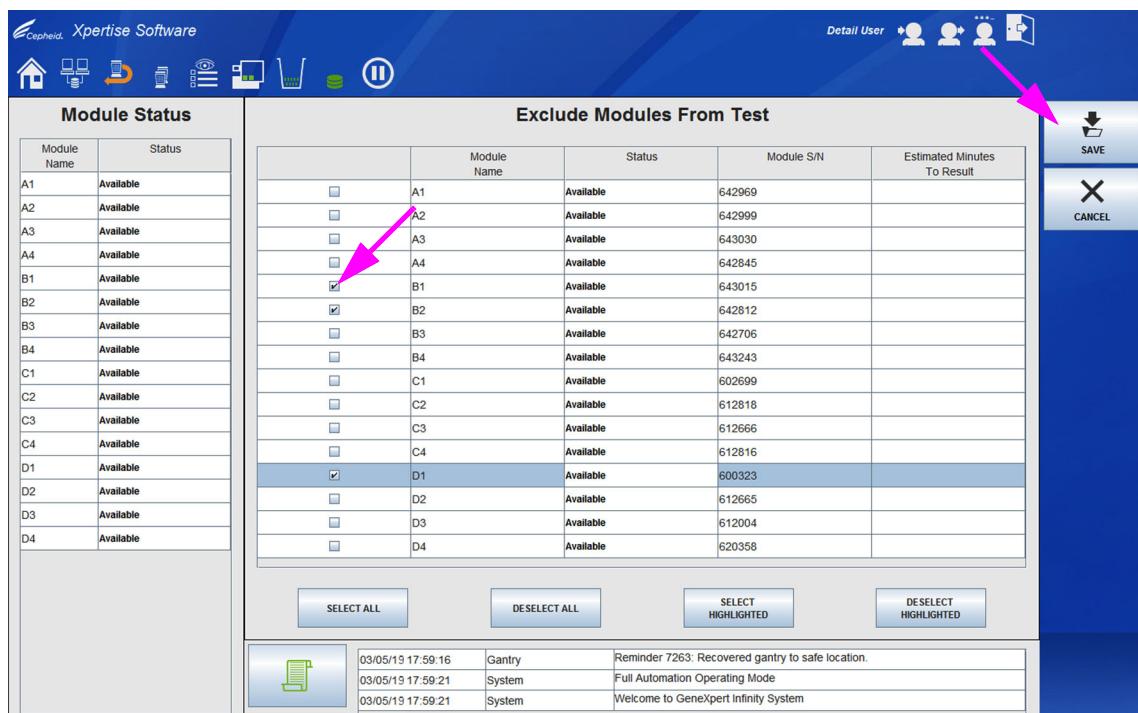 Cepheid. Xpertise Software
Detail User
Module Status
Module Name Status
A1 Available
A2 Available
A3 Available
A4 Available
B1 Available
B2 Available
B3 Available
B4 Available
C1 Available
C2 Available
C3 Available
C4 Available
D1 Available
D2 Available
D3 Available
D4 Available
Exclude Modules From Test
Module Name Status Module S/N Estimated Minutes To Result
A1 Available 642969
A2 Available 642999
A3 Available 643030
A4 Available 642845
B1 Available 643015
B2 Available 642812
B3 Available 642706
B4 Available 643243
C1 Available 602699
C2 Available 612818
C3 Available 612666
C4 Available 612816
D1 Available 600323
D2 Available 612665
D3 Available 612004
D4 Available 620358
SELECT ALL
DESELECT ALL
SELECT HIGHLIGHTED
DESELECT HIGHLIGHTED
SAVE
CANCEL
03/05/19 17:59:16 Gantry Reminder 7263: Recovered gantry to safe location.
03/05/19 17:59:21 System Full Automation Operating Mode
03/05/19 17:59:21 System Welcome to GeneXpert Infinity System